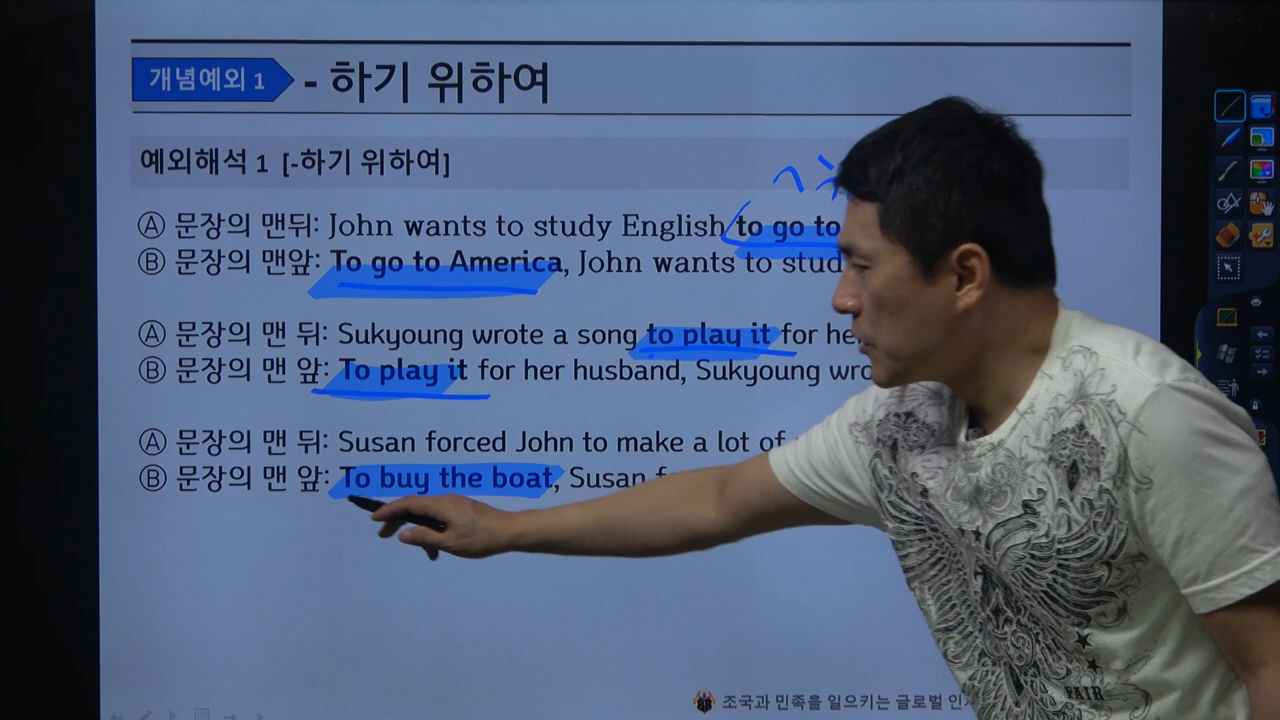 개념예외 1 - 하기 위하여
예외해석 1 [-하기 위하여]
Ⓐ 문장의 맨뒤: John wants to study English to go to
Ⓑ 문장의 맨앞: To go to America, John wants to stud
Ⓐ 문장의 맨 뒤: Sukyoung wrote a song to play it for he
Ⓑ 문장의 맨 앞: To play it for her husband, Sukyoung wro
Ⓐ 문장의 맨 뒤: Susan forced John to make a lot of
Ⓑ 문장의 맨 앞: To buy the boat, Susan
조국과 민족을 일으키는 글로벌 인
FAIR